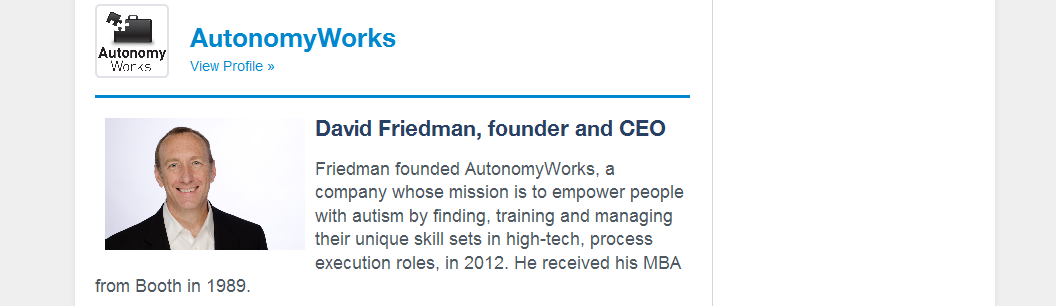 Autonomy
Works
AutonomyWorks
View Profile »
David Friedman, founder and CEO
Friedman founded AutonomyWorks, a
company whose mission is to empower people
with autism by finding, training and managing
their unique skill sets in high-tech, process
execution roles, in 2012. He received his MBA
from Booth in 1989.